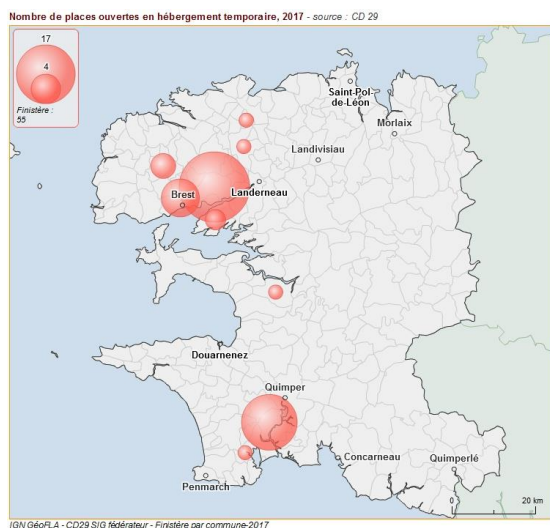 Nombre de places ouvertes en hébergement temporaire, 2017 - source : CD 29
17
4
Finistère :
55
Saint-Pol-
de-Léon
Morlaix
Landivisiau
Brest
Landerneau
Douarnenez
Quimper
Concarneau
Quimperlé
Penmarch
0
20 km
IGN GéoFLA - CD29 SIG fédérateur - Finistère par commune-2017